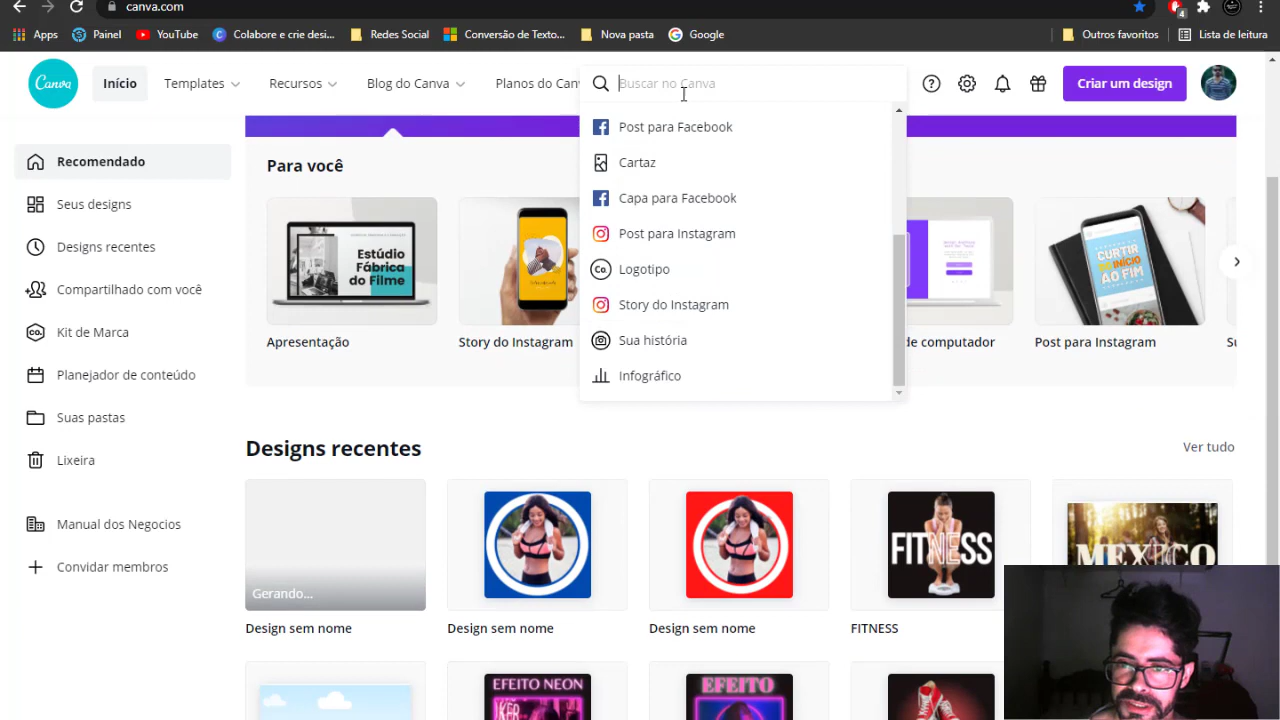 canva.com
4
Apps
Painel
YouTube
Colabore e crie desi...
Redes Social
Conversão de Texto...
Nova pasta
Google
Outros favoritos
Lista de leitura
Canva
Início
Templates
Recursos
Blog do Canva
Planos do Can
Buscar no Canva
Criar um design
Post para Facebook
Cartaz
Capa para Facebook
Post para Instagram
Logotipo
Story do Instagram
Sua história
Infográfico
Recomendado
Seus designs
Designs recentes
Compartilhado com você
Kit de Marca
Planejador de conteúdo
Suas pastas
Lixeira
Manual dos Negocios
Convidar membros
Para você
Estúdio
Fábrica
do Filme
CURTIR
DO INÍCIO
AO FIM
Apresentação
Story do Instagram
de computador
Post para Instagram
Designs recentes
Ver tudo
Gerando...
FITNESS
MEXICO
Design sem nome
Design sem nome
Design sem nome
FITNESS
EFEITO NEON
EFEITO